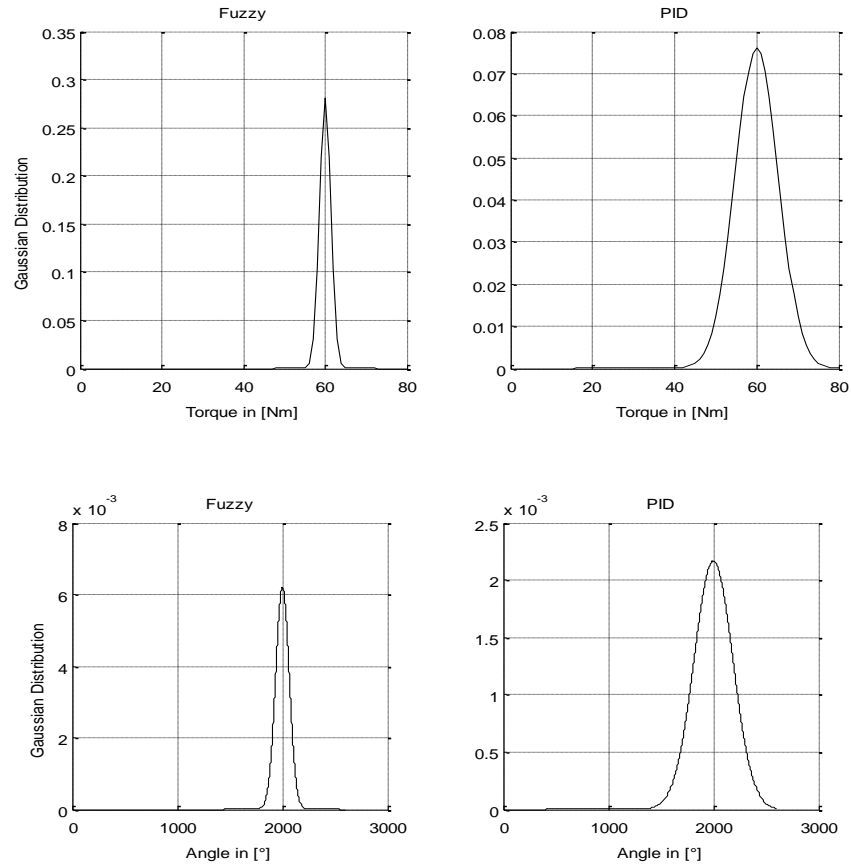 Fuzzy
0.35
0.3
0.25
0.2
0.15
0.1
0.05
0
Gaussian Distribution
0 20 40 60 80
Torque in [Nm]
PID
0.08
0.07
0.06
0.05
0.04
0.03
0.02
0.01
0
0 20 40 60 80
Torque in [Nm]
x 10^-3
Fuzzy
8
6
4
2
0
Gaussian Distribution
0 1000 2000 3000
Angle in [°]
x 10^-3
PID
2.5
2
1.5
1
0.5
0
0 1000 2000 3000
Angle in [°]